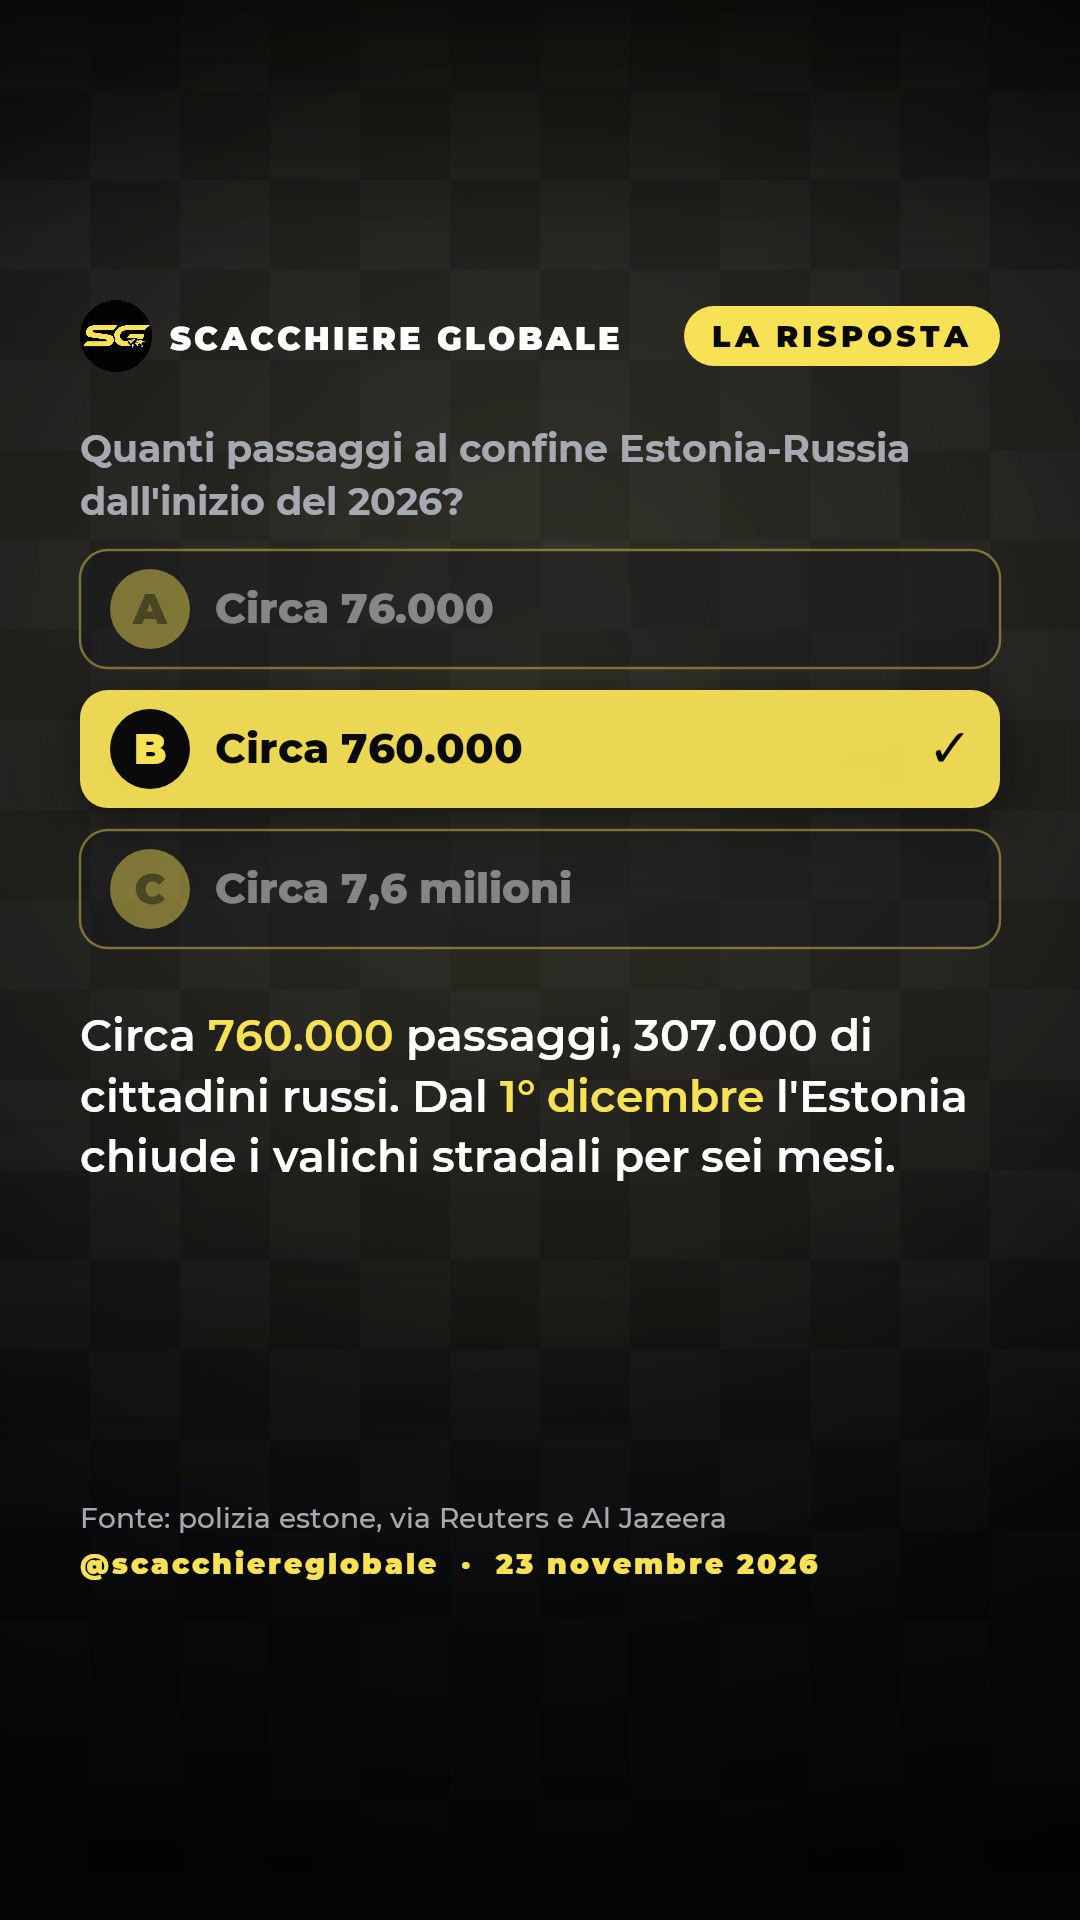 SG
SCACCHIERE GLOBALE
LA RISPOSTA
Quanti passaggi al confine Estonia-Russia
dall'inizio del 2026?
A Circa 76.000
B Circa 760.000 ✓
C Circa 7,6 milioni
Circa 760.000 passaggi, 307.000 di
cittadini russi. Dal 1° dicembre l'Estonia
chiude i valichi stradali per sei mesi.
Fonte: polizia estone, via Reuters e Al Jazeera
@scacchiereglobale · 23 novembre 2026